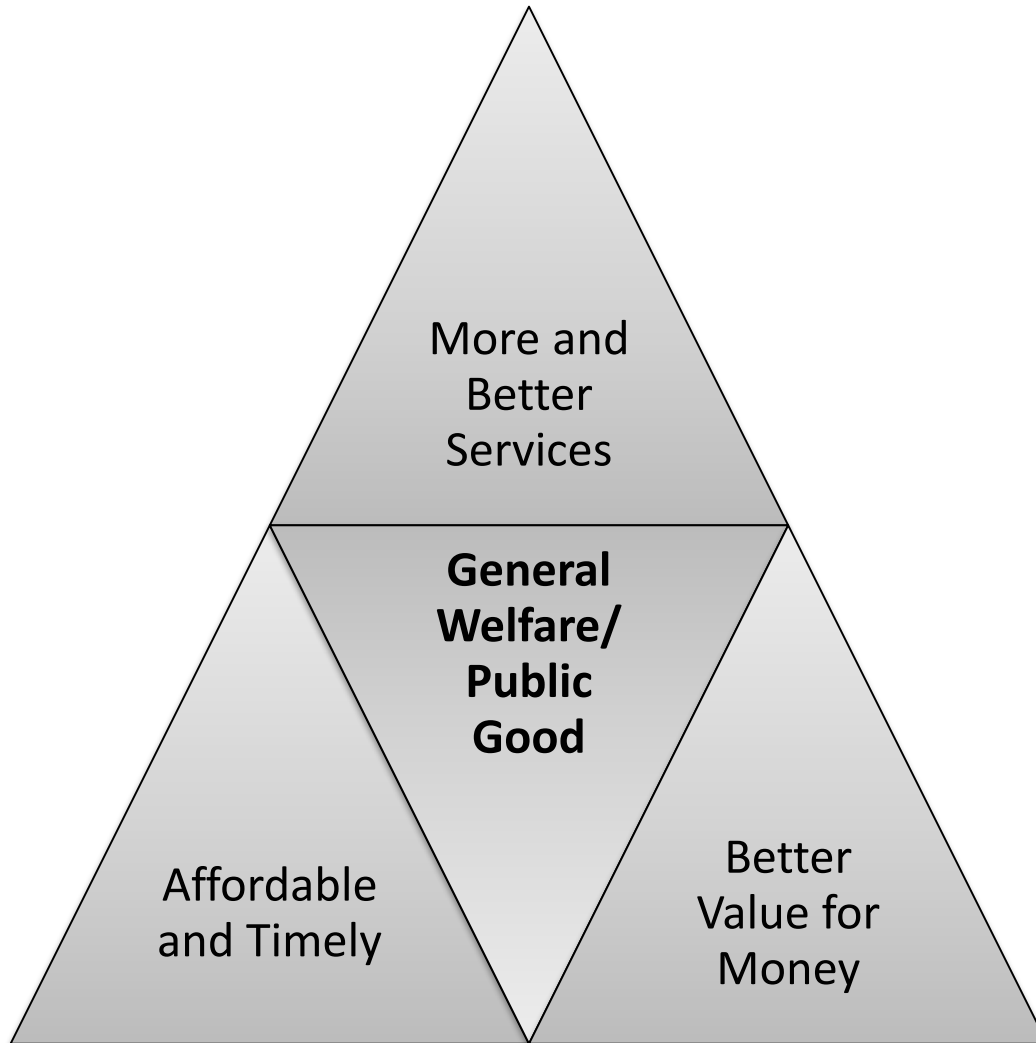 More and
Better
Services
General
Welfare/
Public
Good
Affordable
and Timely
Better
Value for
Money